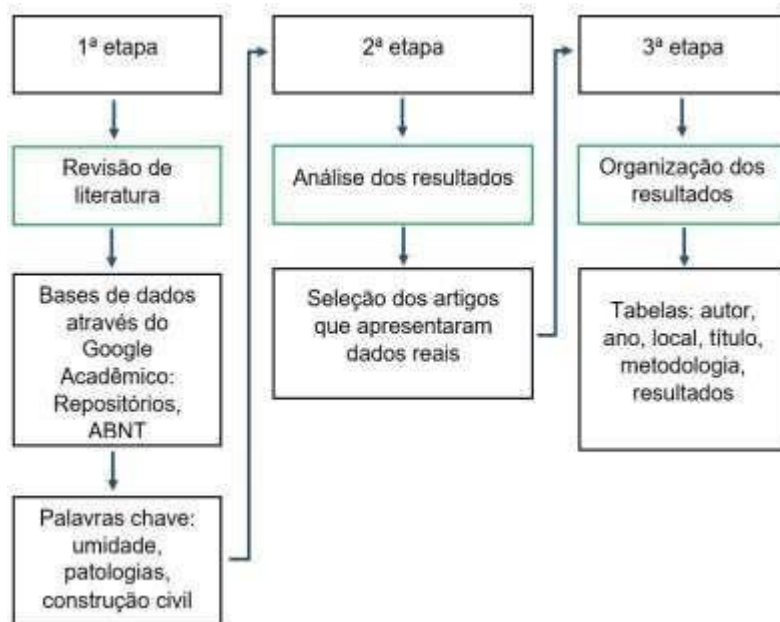 1ª etapa
Revisão de
literatura
Bases de dados
através do
Google
Acadêmico:
Repositórios,
ABNT
Palavras chave:
umidade,
patologias,
construção civil
2ª etapa
Análise dos resultados
Seleção dos artigos
que apresentaram
dados reais
3ª etapa
Organização dos
resultados
Tabelas: autor,
ano, local, título,
metodologia,
resultados